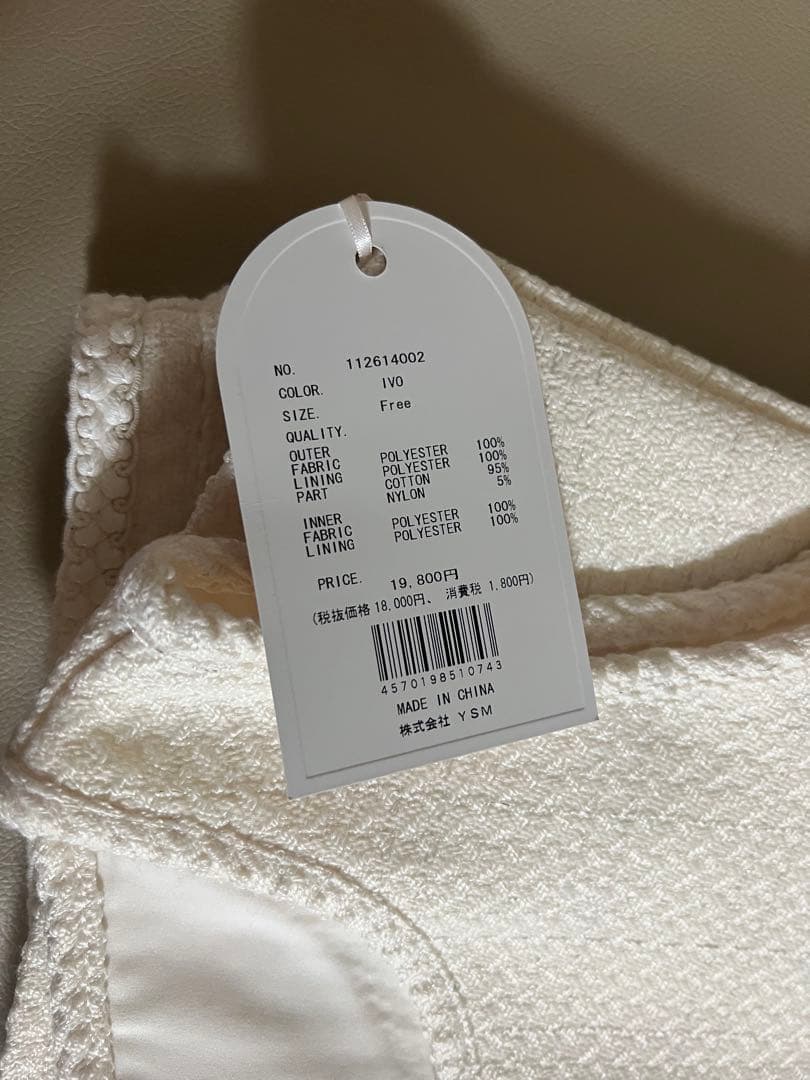 NO. 112614002
COLOR. IVO
SIZE. Free
QUALITY.
OUTER
FABRIC POLYESTER 100%
LINING POLYESTER 100%
PART COTTON 95%
NYLON 5%
INNER
FABRIC POLYESTER 100%
LINING POLYESTER 100%
PRICE. 19,800円
(税抜価格 18,000円、 消費税 1,800円)
4570198510743
MADE IN CHINA
株式会社 YSM